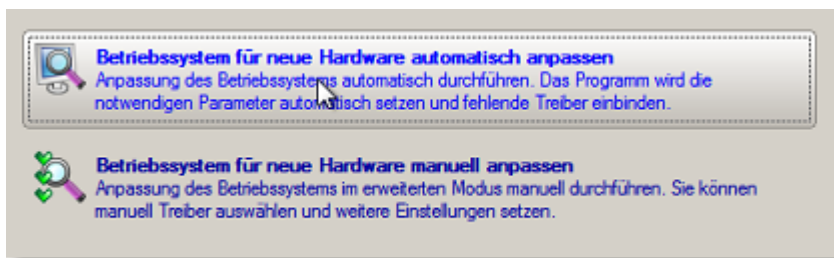 Betriebssystem für neue Hardware automatisch anpassen
Anpassung des Betriebssystems automatisch durchführen. Das Programm wird die
notwendigen Parameter automatisch setzen und fehlende Treiber einbinden.
Betriebssystem für neue Hardware manuell anpassen
Anpassung des Betriebssystems im erweiterten Modus manuell durchführen. Sie können
manuell Treiber auswählen und weitere Einstellungen setzen.